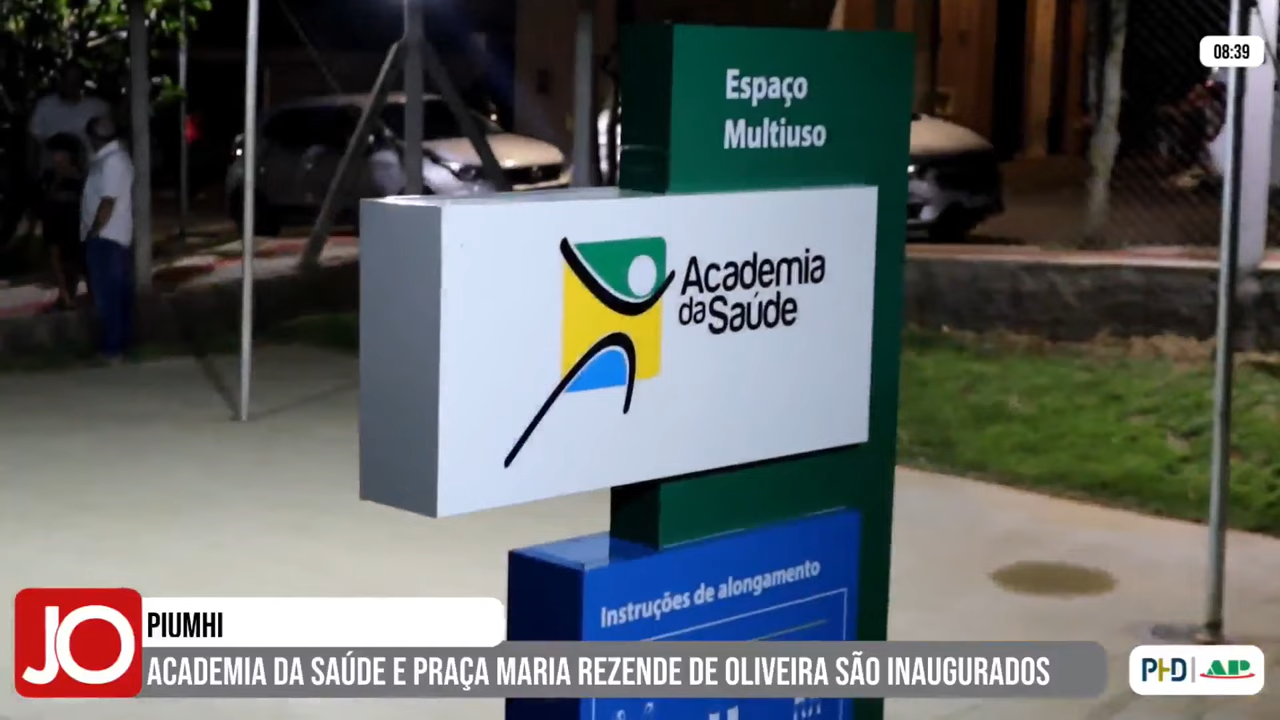 08:39
Espaço
Multiuso
Academia
da Saúde
Instruções de alongamento
JO
PIUMHI
ACADEMIA DA SAÚDE E PRAÇA MARIA REZENDE DE OLIVEIRA SÃO INAUGURADOS
PHD | AP